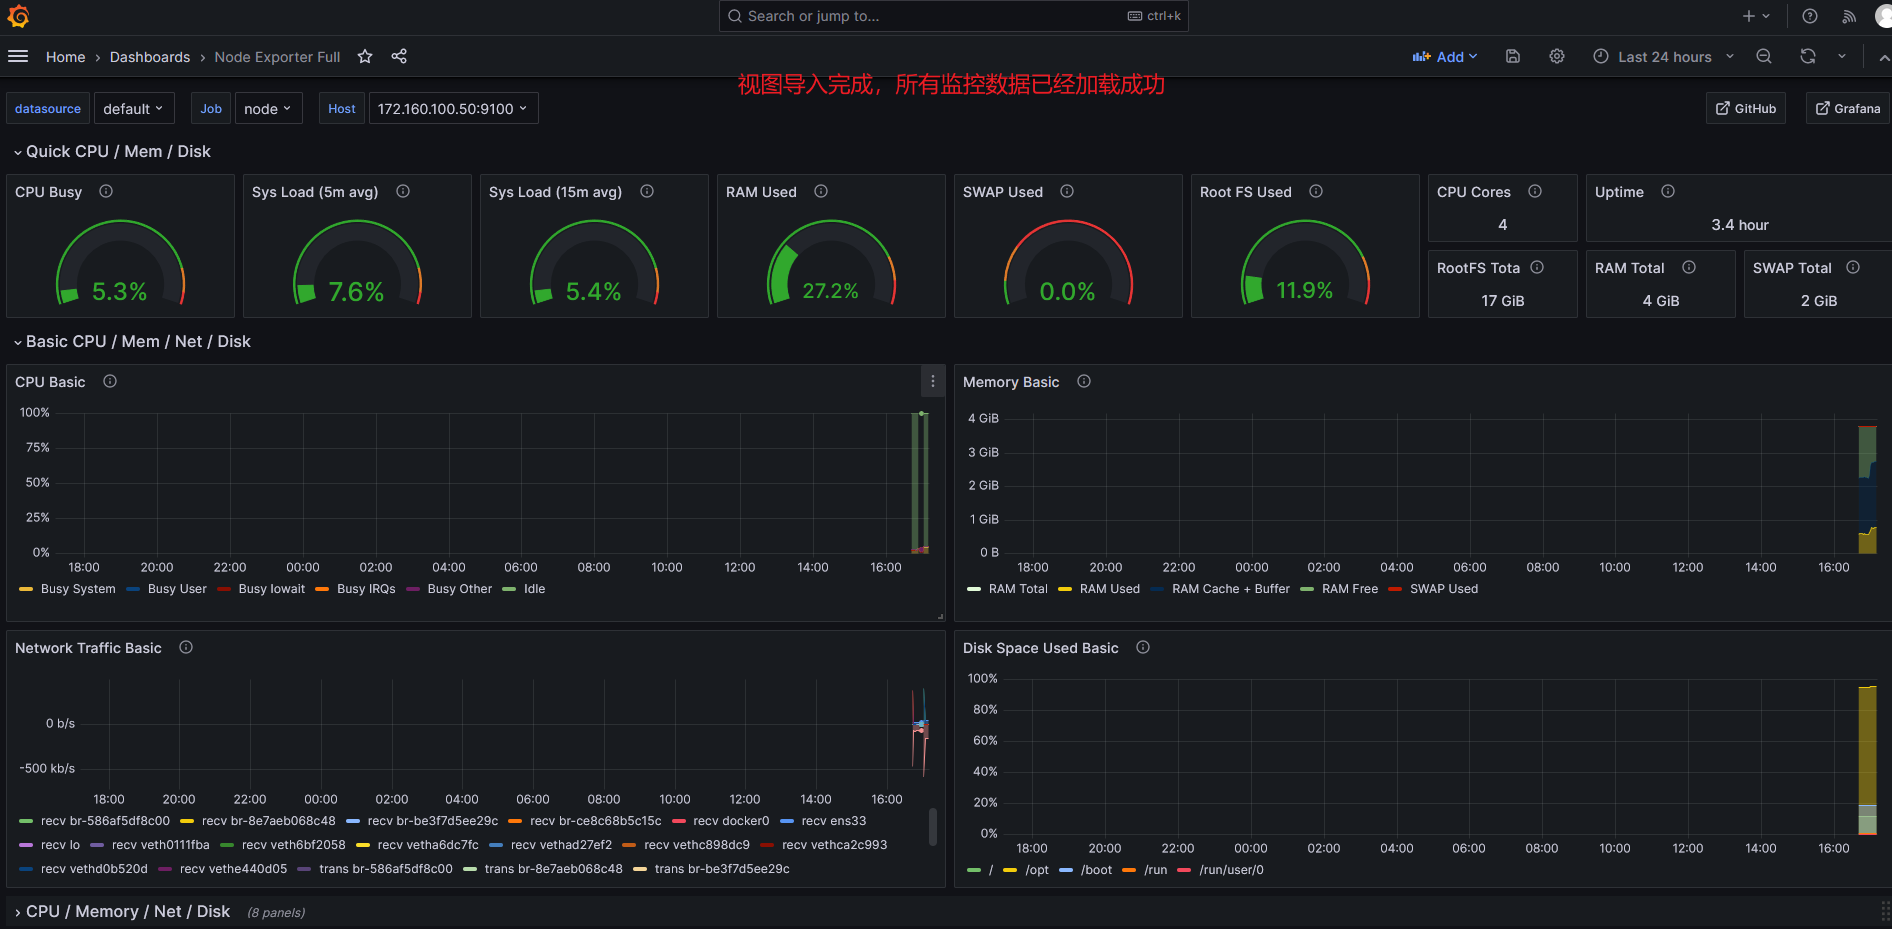 Search or jump to... ctrl+k
Home › Dashboards › Node Exporter Full Add Last 24 hours
视图导入完成，所有监控数据已经加载成功
datasource default Job node Host 172.160.100.50:9100 GitHub Grafana
Quick CPU / Mem / Disk
CPU Busy Sys Load (5m avg) Sys Load (15m avg) RAM Used SWAP Used Root FS Used CPU Cores Uptime
4 3.4 hour
RootFS Tota RAM Total SWAP Total
5.3% 7.6% 5.4% 27.2% 0.0% 11.9% 17 GiB 4 GiB 2 GiB
Basic CPU / Mem / Net / Disk
CPU Basic
100%
75%
50%
25%
0%
18:00 20:00 22:00 00:00 02:00 04:00 06:00 08:00 10:00 12:00 14:00 16:00
Busy System Busy User Busy Iowait Busy IRQs Busy Other Idle
Memory Basic
4 GiB
3 GiB
2 GiB
1 GiB
0 B
18:00 20:00 22:00 00:00 02:00 04:00 06:00 08:00 10:00 12:00 14:00 16:00
RAM Total RAM Used RAM Cache + Buffer RAM Free SWAP Used
Network Traffic Basic
0 b/s
-500 kb/s
18:00 20:00 22:00 00:00 02:00 04:00 06:00 08:00 10:00 12:00 14:00 16:00
recv br-586af5df8c00 recv br-8e7aeb068c48 recv br-be3f7d5ee29c recv br-ce8c68b5c15c recv docker0 recv ens33
recv lo recv veth0111fba recv veth6bf2058 recv vetha6dc7fc recv vethad27ef2 recv vethc898dc9 recv vethca2c993
recv vethd0b520d recv vethe440d05 trans br-586af5df8c00 trans br-8e7aeb068c48 trans br-be3f7d5ee29c
Disk Space Used Basic
100%
80%
60%
40%
20%
0%
18:00 20:00 22:00 00:00 02:00 04:00 06:00 08:00 10:00 12:00 14:00 16:00
/ /opt /boot /run /run/user/0
CPU / Memory / Net / Disk (8 panels)